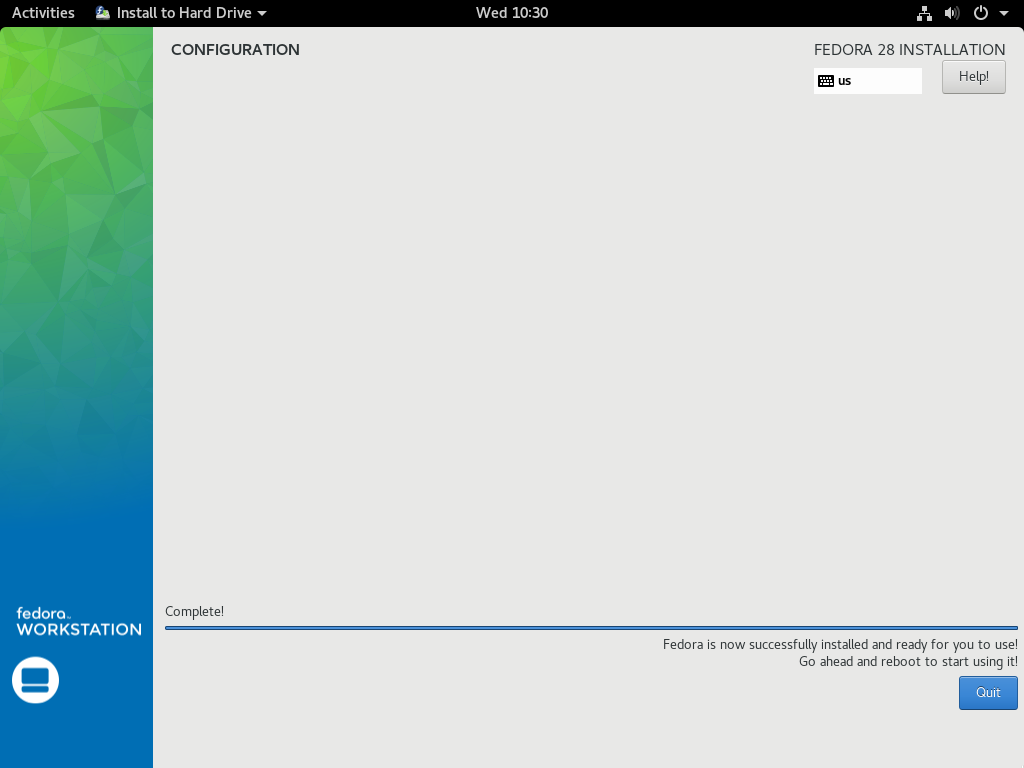 Activities Install to Hard Drive Wed 10:30
CONFIGURATION
FEDORA 28 INSTALLATION
us
Help!
fedora™
WORKSTATION
Complete!
Fedora is now successfully installed and ready for you to use!
Go ahead and reboot to start using it!
Quit